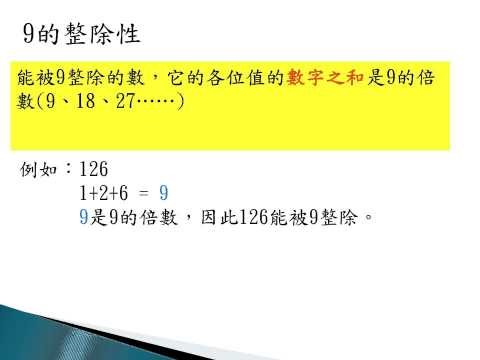 9的整除性
能被9整除的數，它的各位值的數字之和是9的倍
數(9、18、27……)
例如：126
1+2+6 = 9
9是9的倍數，因此126能被9整除。